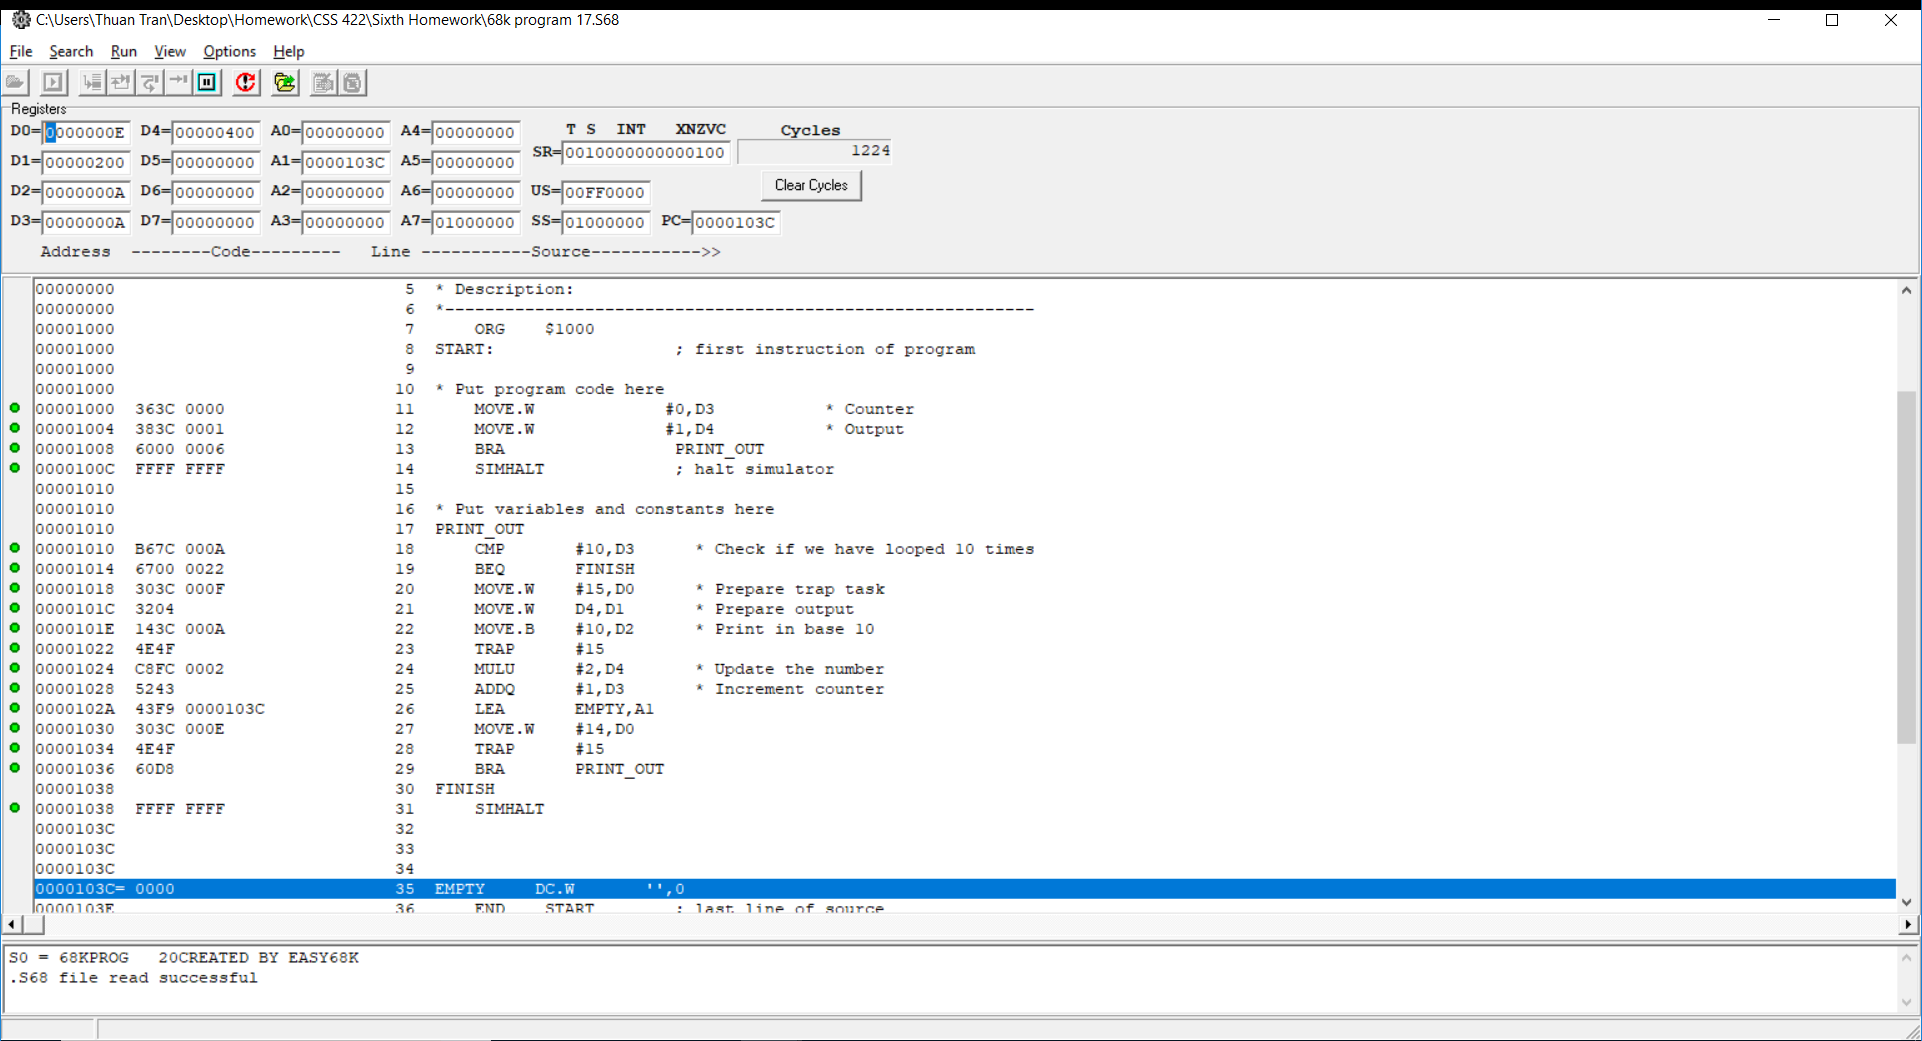 C:\Users\Thuan Tran\Desktop\Homework\CSS 422\Sixth Homework\68k program 17.S68
File Search Run View Options Help
Registers
D0= 0000000E D4= 00000400 A0= 00000000 A4= 00000000 T S INT XNZVC Cycles
D1= 00000200 D5= 00000000 A1= 0000103C A5= 00000000 SR= 0010000000000100 1224
D2= 0000000A D6= 00000000 A2= 00000000 A6= 00000000 US= 00FF0000 Clear Cycles
D3= 0000000A D7= 00000000 A3= 00000000 A7= 01000000 SS= 01000000 PC= 0000103C
Address --------Code--------- Line -----------Source----------->>
00000000 5 * Description:
00000000 6 *-----------------------------------------------------------
00001000 7 ORG $1000
00001000 8 START: ; first instruction of program
00001000 9
00001000 10 * Put program code here
00001000 363C 0000 11 MOVE.W #0,D3 * Counter
00001004 383C 0001 12 MOVE.W #1,D4 * Output
00001008 6000 0006 13 BRA PRINT_OUT
0000100C FFFF FFFF 14 SIMHALT ; halt simulator
00001010 15
00001010 16 * Put variables and constants here
00001010 17 PRINT_OUT
00001010 B67C 000A 18 CMP #10,D3 * Check if we have looped 10 times
00001014 6700 0022 19 BEQ FINISH
00001018 303C 000F 20 MOVE.W #15,D0 * Prepare trap task
0000101C 3204 21 MOVE.W D4,D1 * Prepare output
0000101E 143C 000A 22 MOVE.B #10,D2 * Print in base 10
00001022 4E4F 23 TRAP #15
00001024 C8FC 0002 24 MULU #2,D4 * Update the number
00001028 5243 25 ADDQ #1,D3 * Increment counter
0000102A 43F9 0000103C 26 LEA EMPTY,A1
00001030 303C 000E 27 MOVE.W #14,D0
00001034 4E4F 28 TRAP #15
00001036 60D8 29 BRA PRINT_OUT
00001038 30 FINISH
00001038 FFFF FFFF 31 SIMHALT
0000103C 32
0000103C 33
0000103C 34
0000103C= 0000 35 EMPTY DC.W '',0
0000103E 36 END START ; last line of source
S0 = 68KPROG 20CREATED BY EASY68K
.S68 file read successful